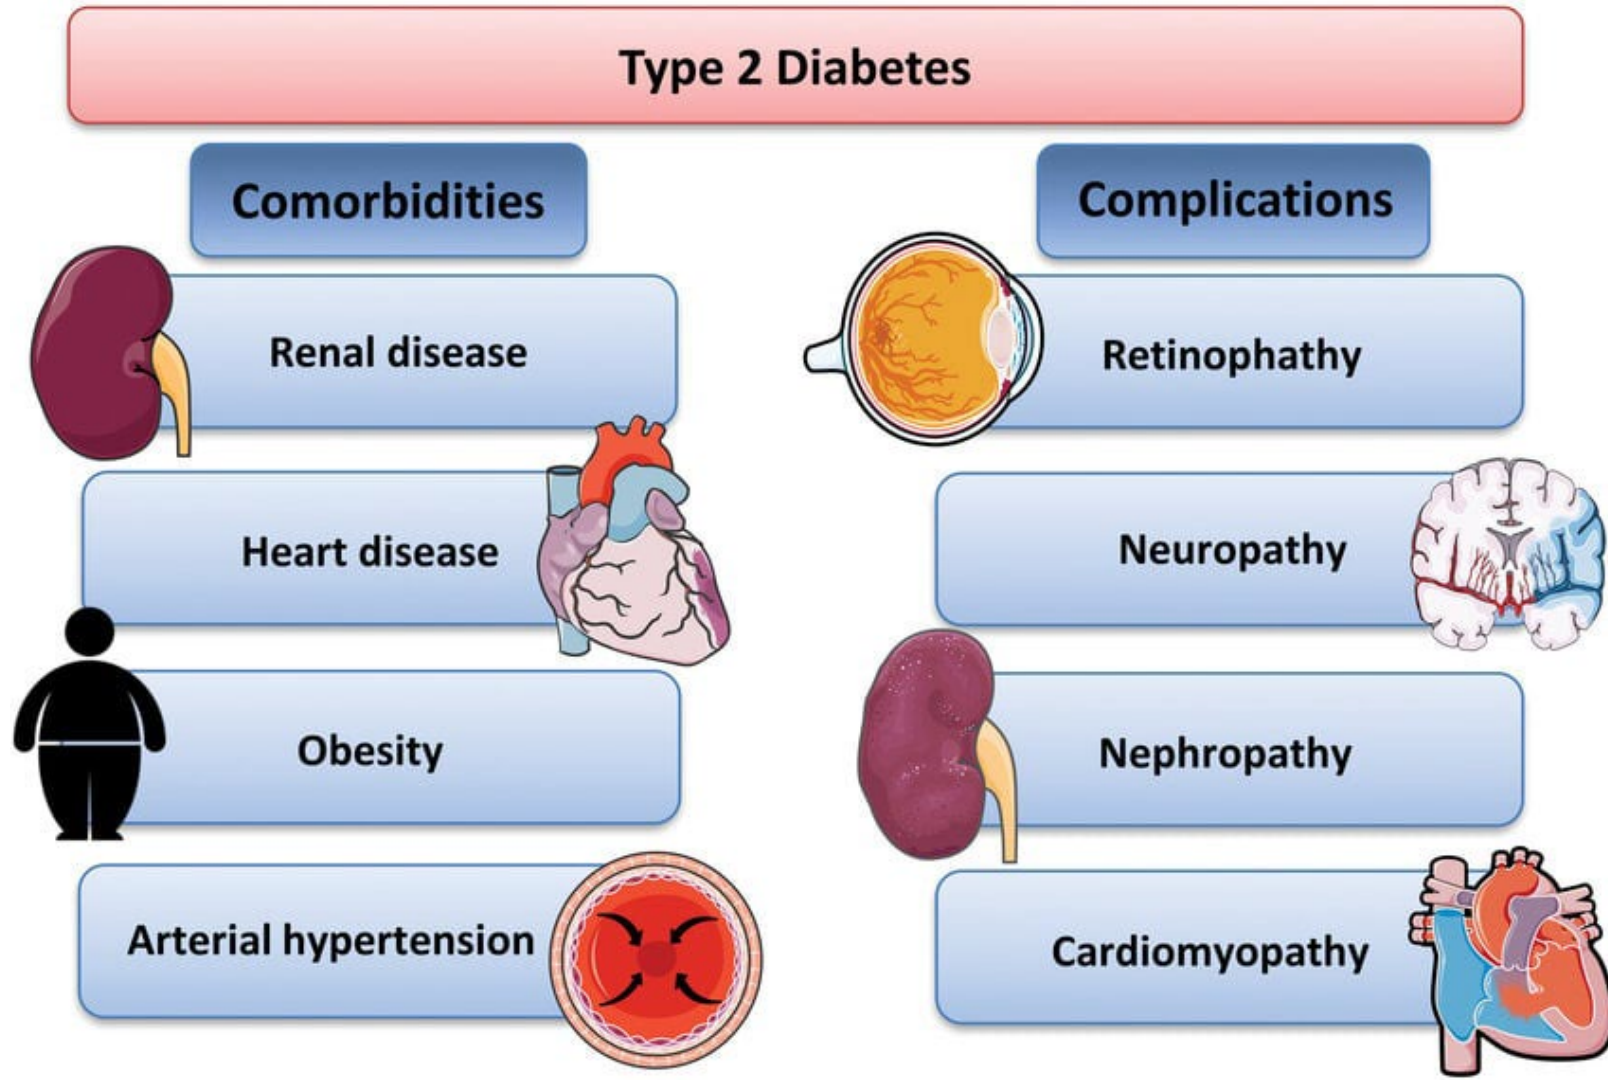 Type 2 Diabetes
Comorbidities
Renal disease
Heart disease
Obesity
Arterial hypertension
Complications
Retinophathy
Neuropathy
Nephropathy
Cardiomyopathy